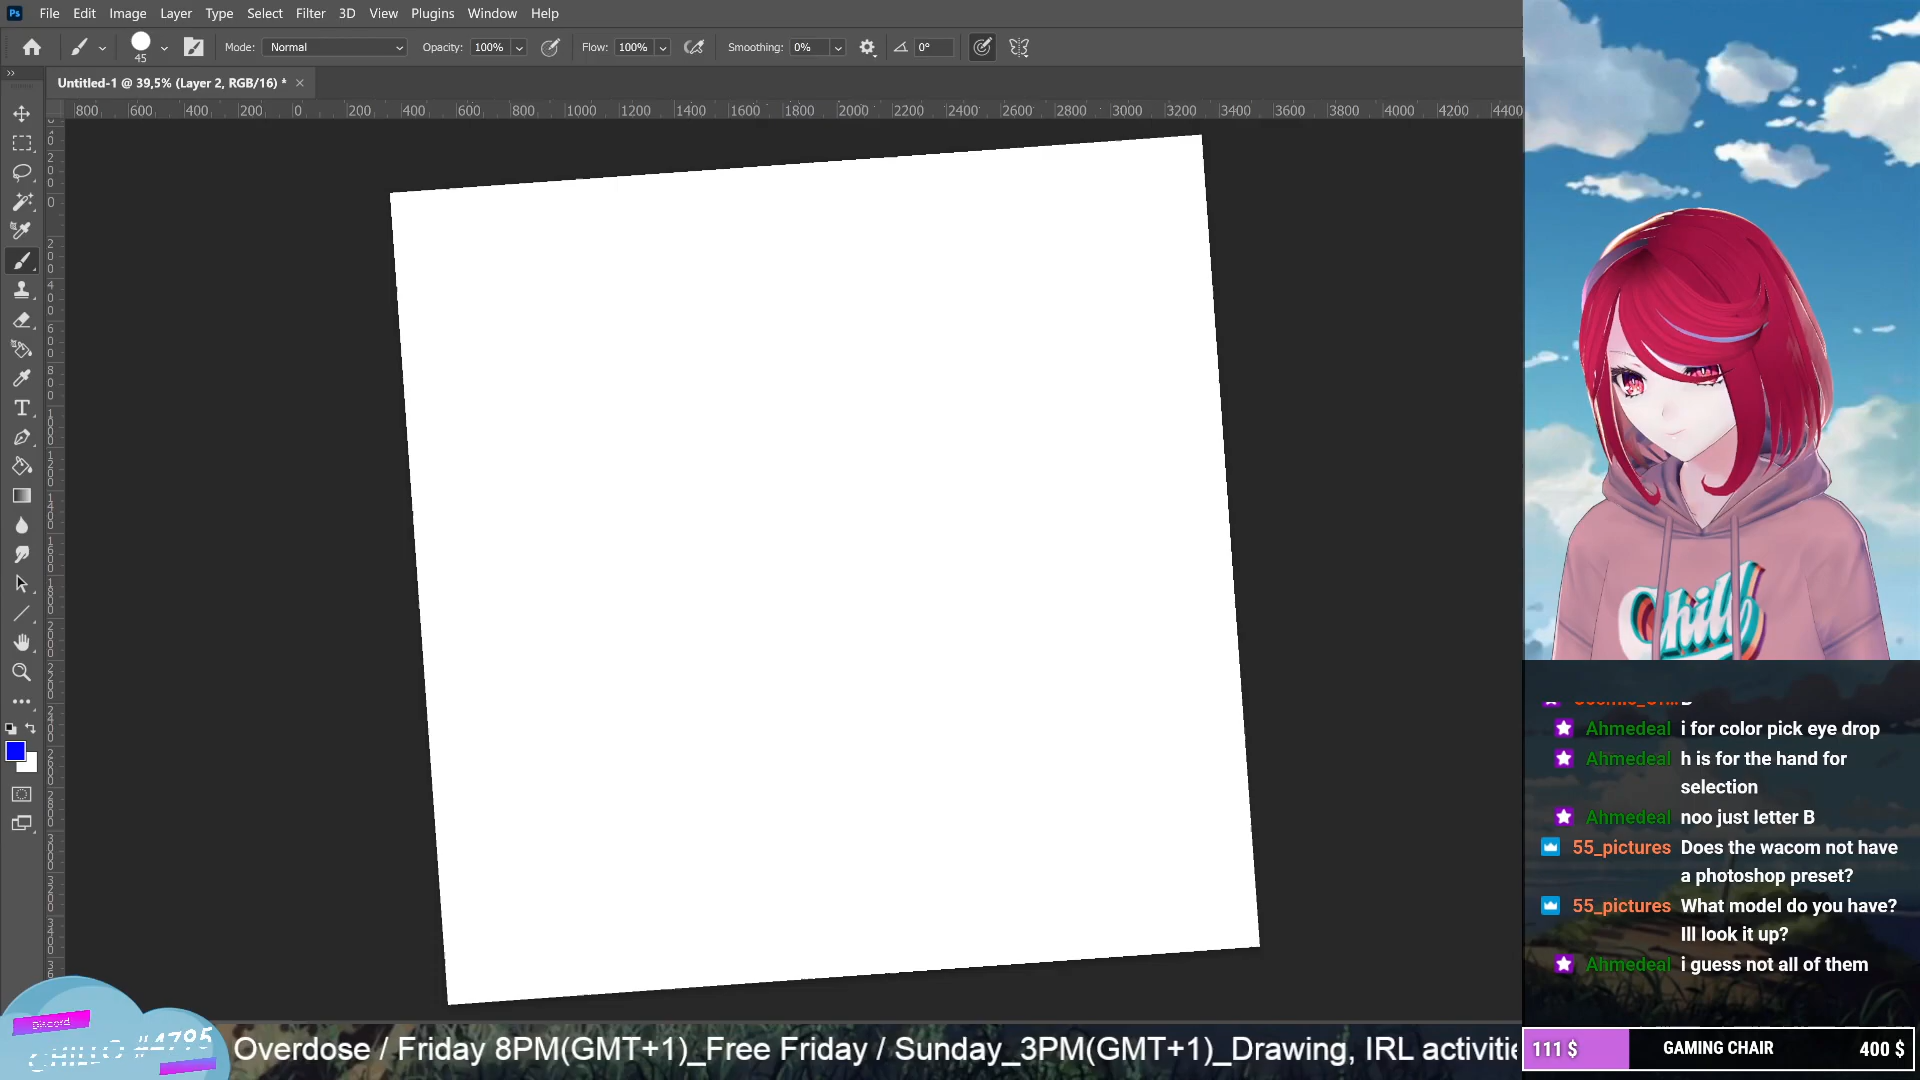 File Edit Image Layer Type Select Filter 3D View Plugins Window Help
45 Mode: Normal Opacity: 100% Flow: 100% Smoothing: 0% 0°
Untitled-1 @ 39,5% (Layer 2, RGB/16) *
800 600 400 200 0 200 400 600 800 1000 1200 1400 1600 1800 2000 2200 2400 2600 2800 3000 3200 3400 3600 3800 4000 4200 4400
Chill
Ahmedeal i for color pick eye drop
Ahmedeal h is for the hand for
selection
Ahmedeal noo just letter B
55_pictures Does the wacom not have
a photoshop preset?
55_pictures What model do you have?
Ill look it up?
Ahmedeal i guess not all of them
Discord
#4795
Overdose / Friday 8PM(GMT+1)_Free Friday / Sunday_3PM(GMT+1)_Drawing, IRL activitie
111 $ GAMING CHAIR 400 $